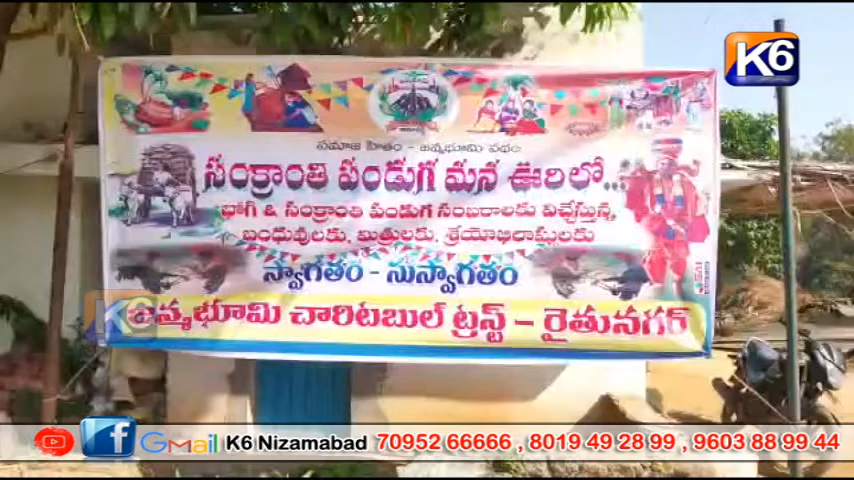 K6
సమాజ హితం - జన్మభూమి పథం
సంక్రాంతి పండుగ మన ఊరిలో...
భోగి & సంక్రాంతి పండుగ సంబరాలకు విచ్చేస్తున్న
బంధువులకు, మిత్రులకు, శ్రేయోభిలాషులకు
స్వాగతం - సుస్వాగతం
జన్మభూమి చారిటబుల్ ట్రస్ట్ - రైతునగర్
K6
f Gmail K6 Nizamabad 70952 66666 , 8019 49 28 99 , 9603 88 99 44